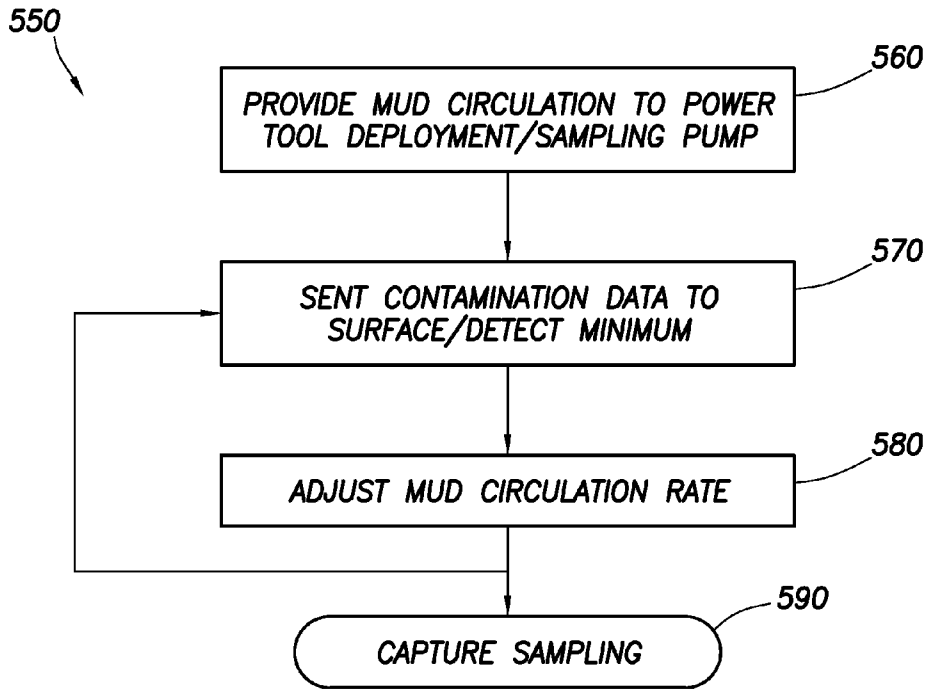 550
560
PROVIDE MUD CIRCULATION TO POWER
TOOL DEPLOYMENT/SAMPLING PUMP
570
SENT CONTAMINATION DATA TO
SURFACE/DETECT MINIMUM
580
ADJUST MUD CIRCULATION RATE
590
CAPTURE SAMPLING